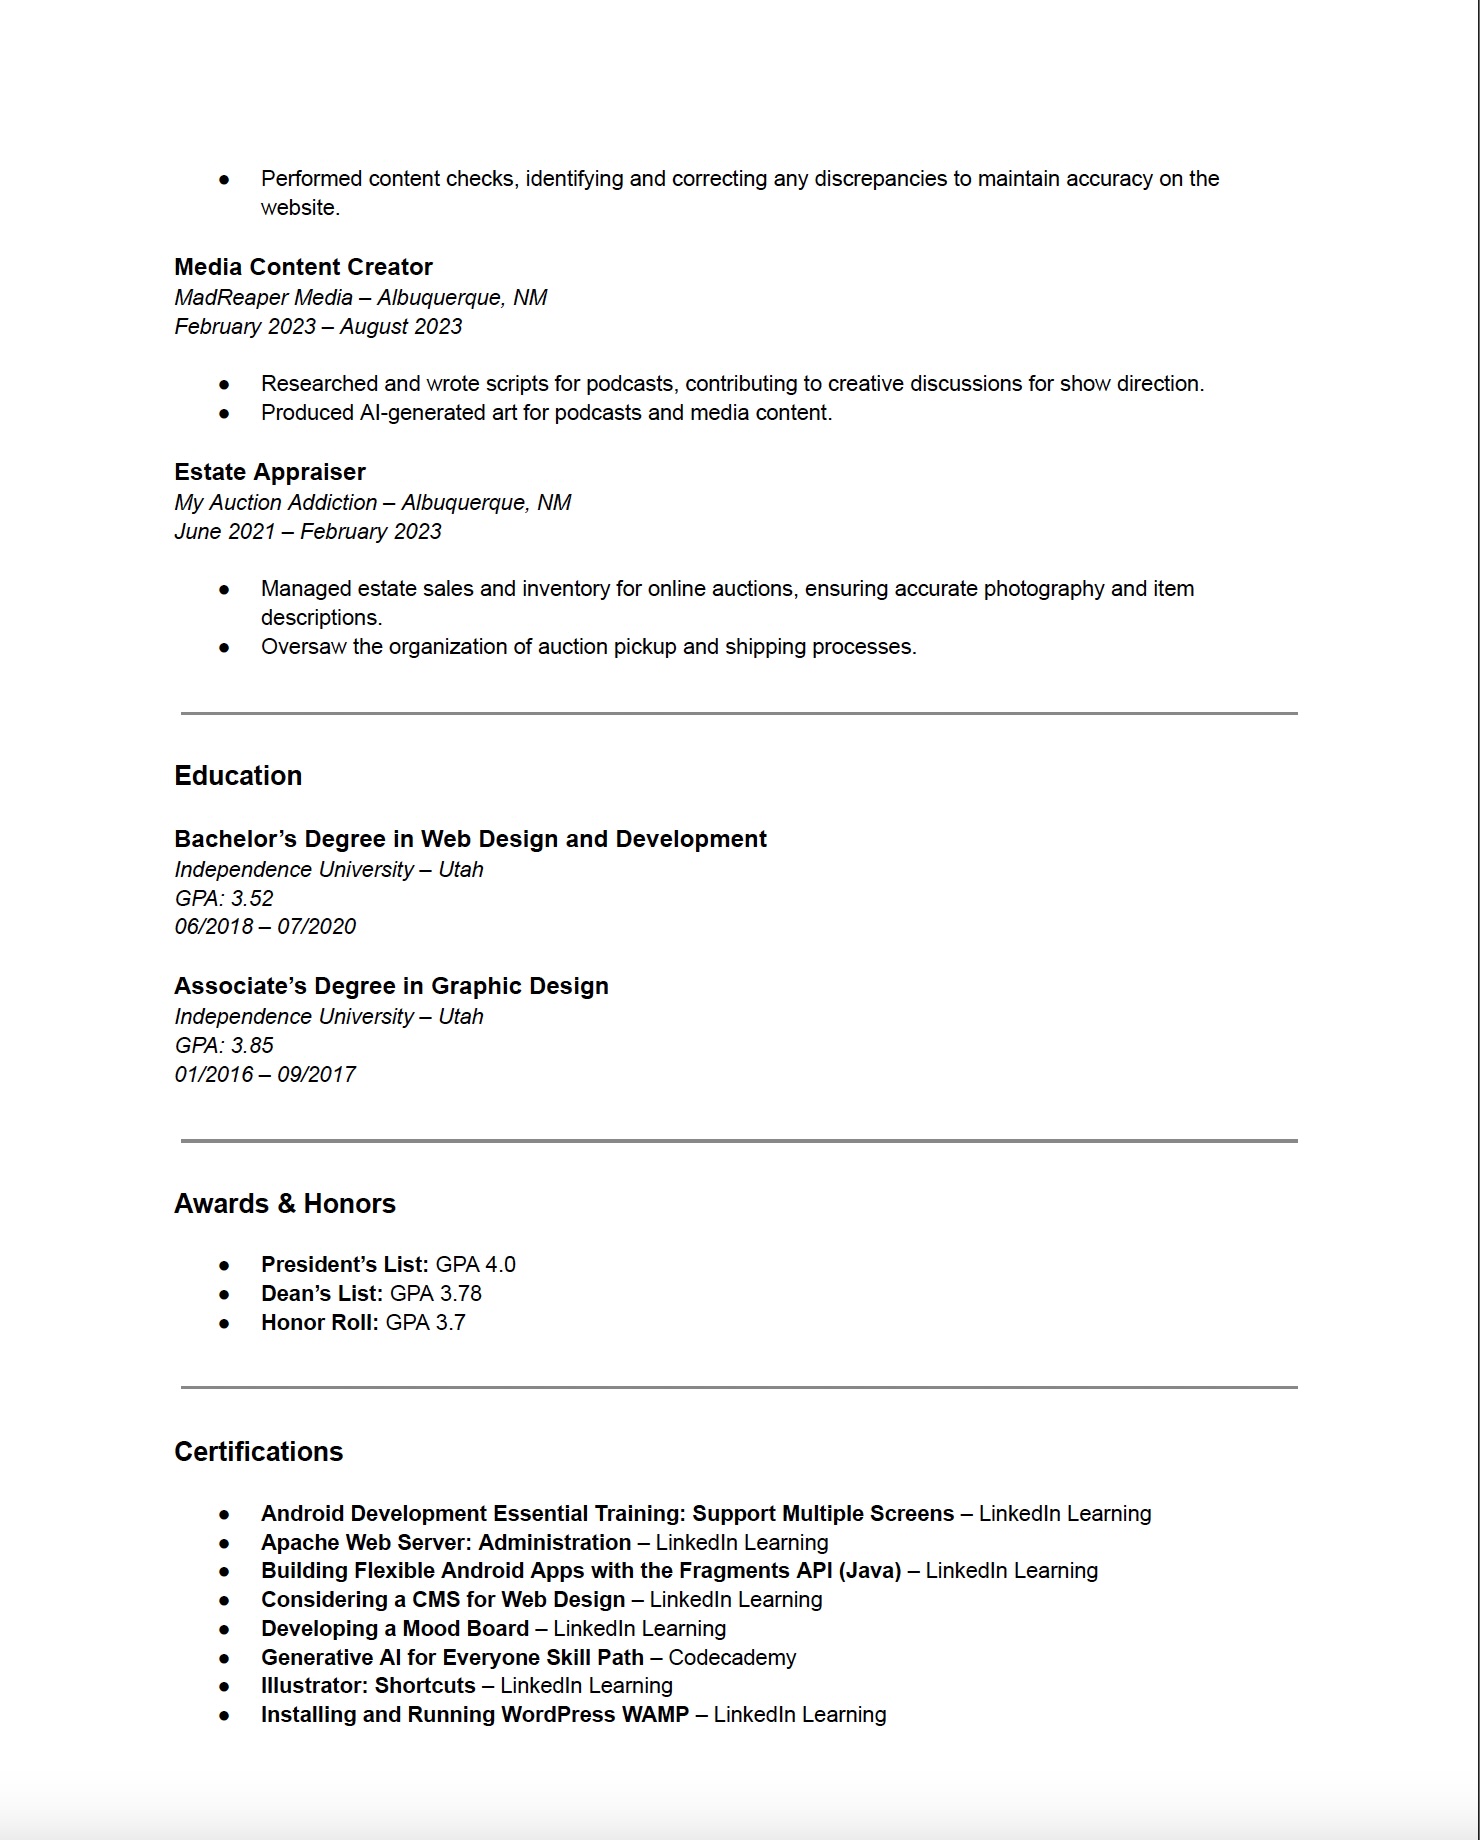 ● Performed content checks, identifying and correcting any discrepancies to maintain accuracy on the
website.
Media Content Creator
MadReaper Media – Albuquerque, NM
February 2023 – August 2023
● Researched and wrote scripts for podcasts, contributing to creative discussions for show direction.
● Produced AI-generated art for podcasts and media content.
Estate Appraiser
My Auction Addiction – Albuquerque, NM
June 2021 – February 2023
● Managed estate sales and inventory for online auctions, ensuring accurate photography and item
descriptions.
● Oversaw the organization of auction pickup and shipping processes.
Education
Bachelor’s Degree in Web Design and Development
Independence University – Utah
GPA: 3.52
06/2018 – 07/2020
Associate’s Degree in Graphic Design
Independence University – Utah
GPA: 3.85
01/2016 – 09/2017
Awards & Honors
● President’s List: GPA 4.0
● Dean’s List: GPA 3.78
● Honor Roll: GPA 3.7
Certifications
● Android Development Essential Training: Support Multiple Screens – LinkedIn Learning
● Apache Web Server: Administration – LinkedIn Learning
● Building Flexible Android Apps with the Fragments API (Java) – LinkedIn Learning
● Considering a CMS for Web Design – LinkedIn Learning
● Developing a Mood Board – LinkedIn Learning
● Generative AI for Everyone Skill Path – Codecademy
● Illustrator: Shortcuts – LinkedIn Learning
● Installing and Running WordPress WAMP – LinkedIn Learning